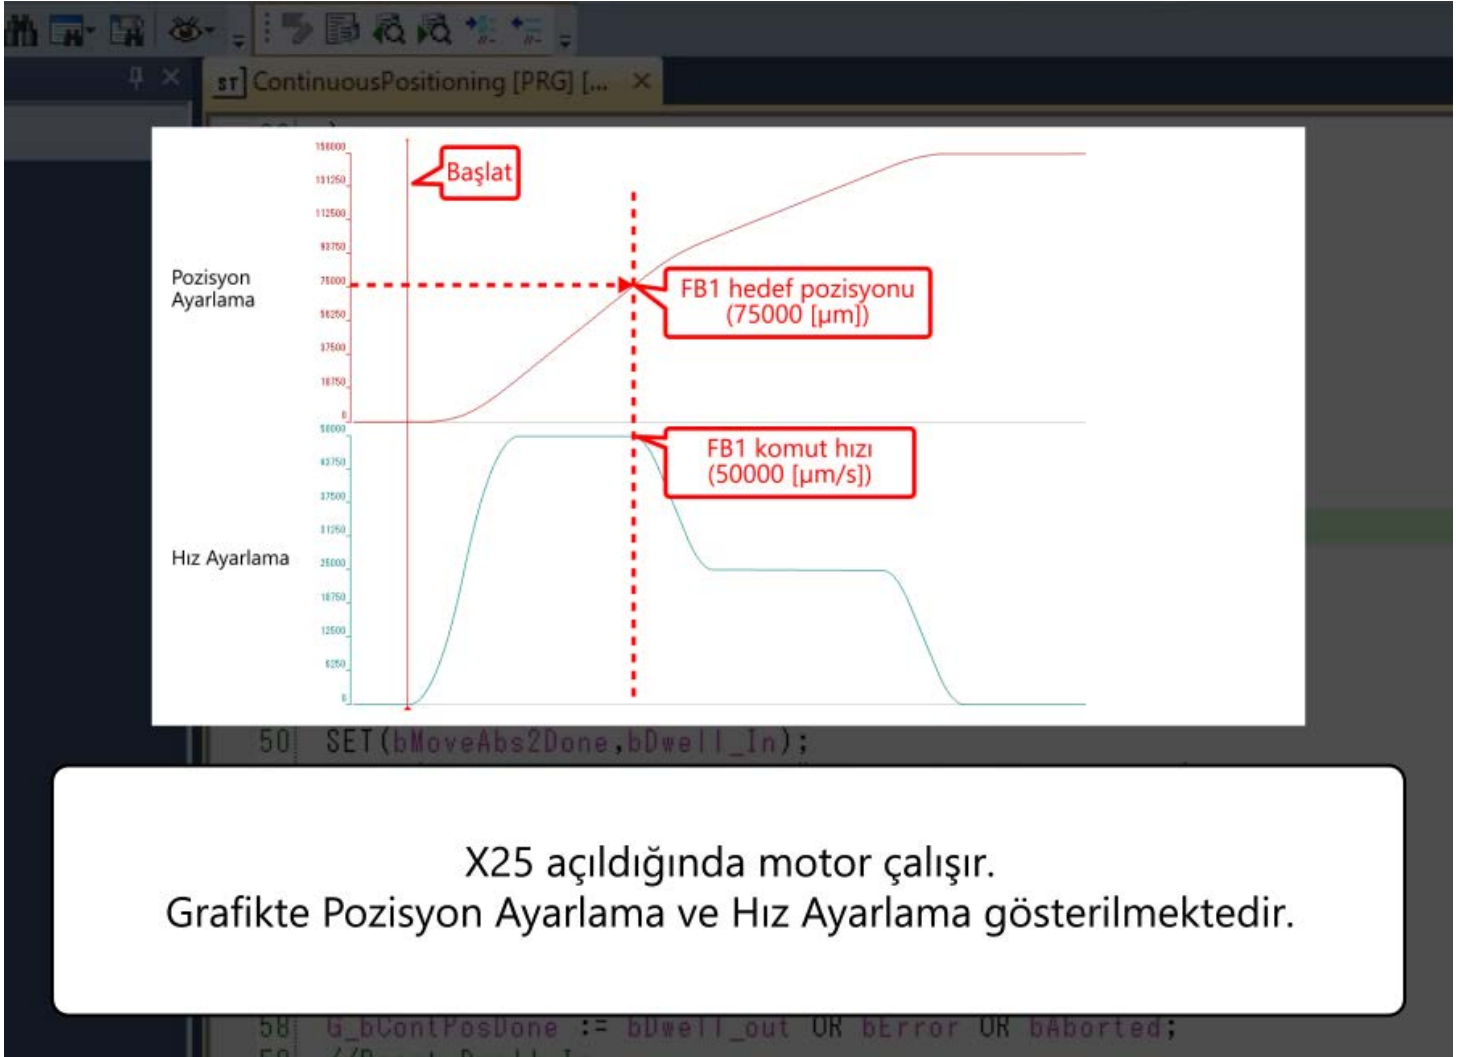 ST ContinuousPositioning [PRG] [...
150000
Başlat
131250
112500
93750
Pozisyon
Ayarlama
75000
FB1 hedef pozisyonu
(75000 [µm])
56250
37500
18750
0
50000
FB1 komut hızı
(50000 [µm/s])
43750
37500
31250
Hız Ayarlama
25000
18750
12500
6250
0
50 SET(bMoveAbs2Done,bDwell_In);
X25 açıldığında motor çalışır.
Grafikte Pozisyon Ayarlama ve Hız Ayarlama gösterilmektedir.
58 G_bContPosDone := bDwell_out OR bError OR bAborted;